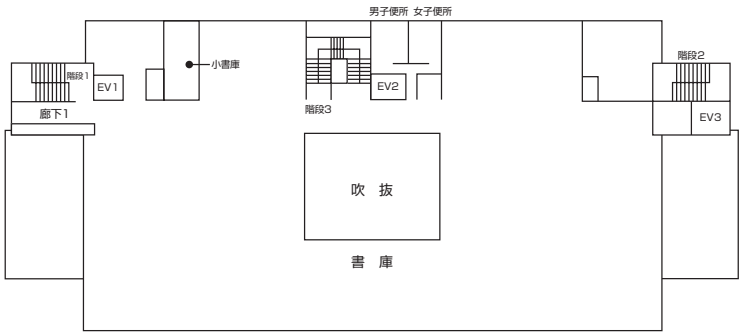 男子便所 女子便所
階段2
小書庫
階段1
EV1
EV2
階段3
廊下1
EV3
吹 抜
書 庫